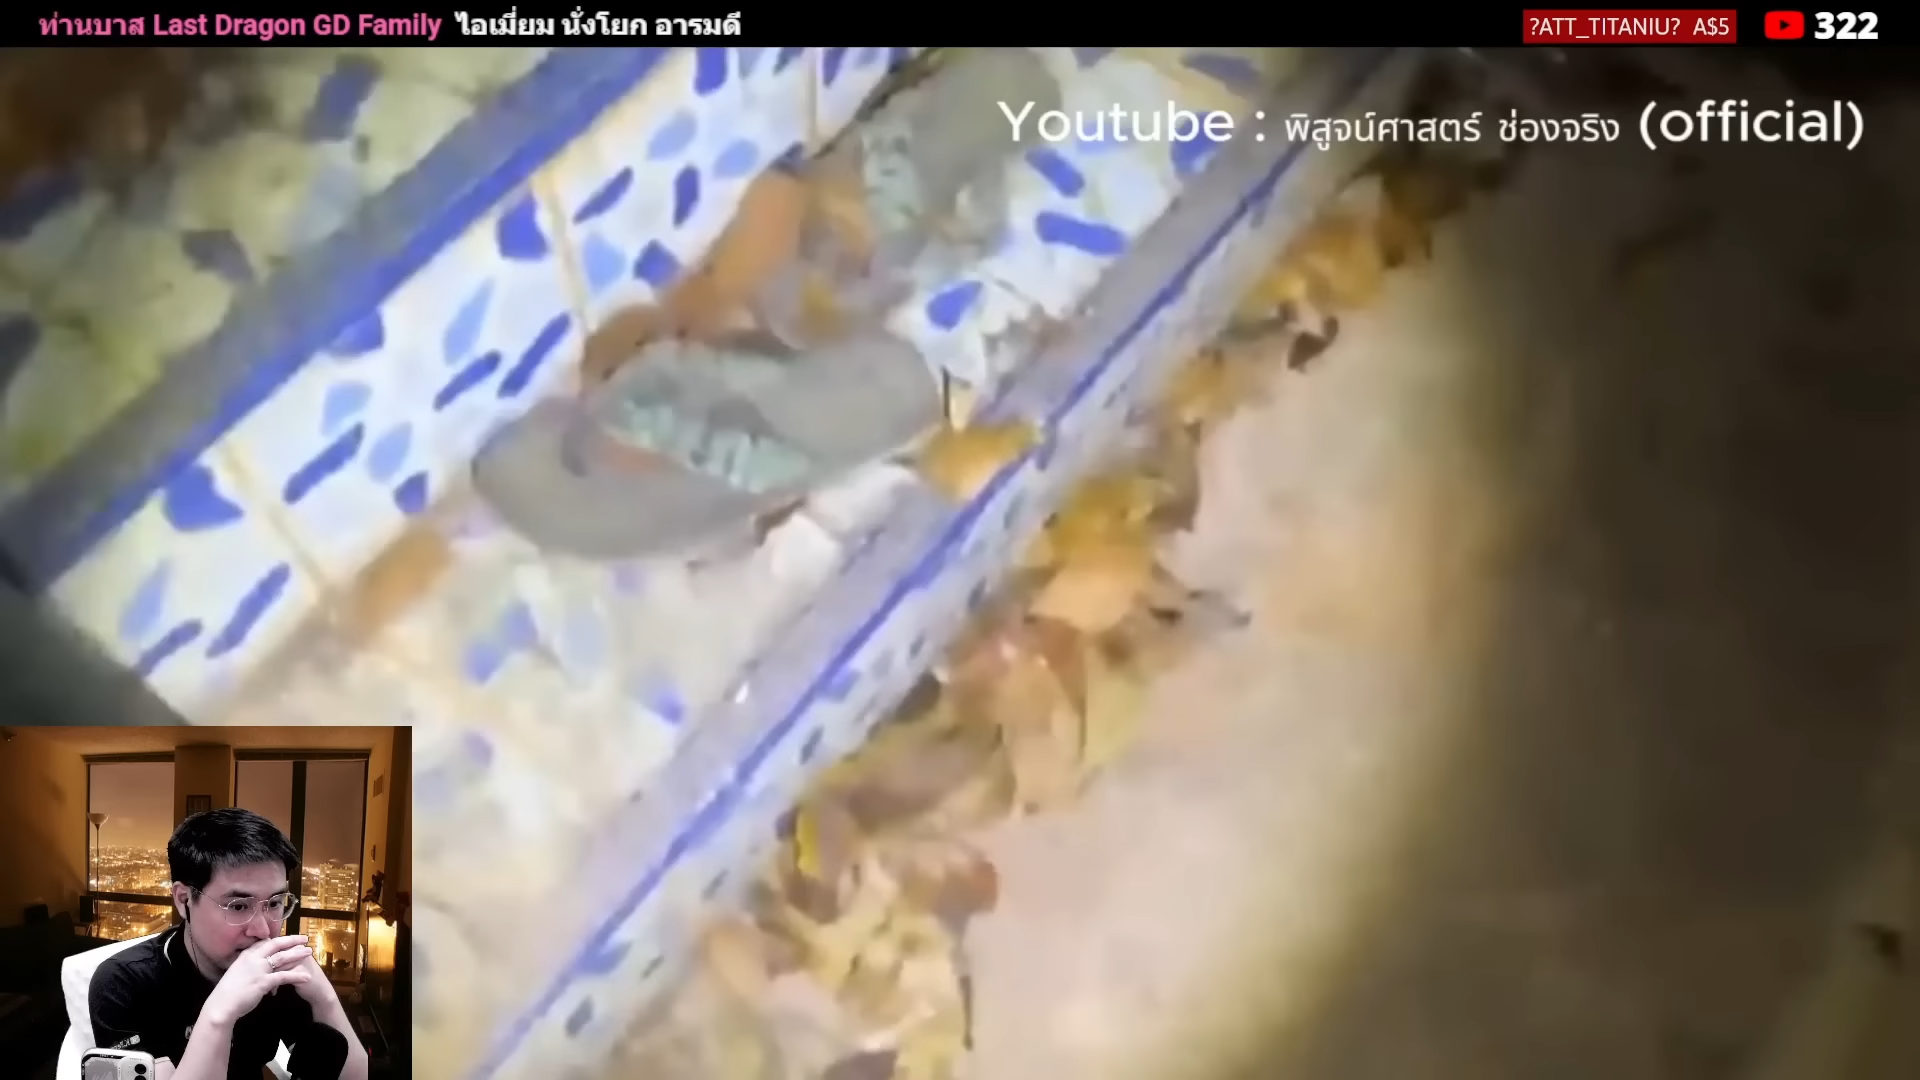 ท่านบาส Last Dragon GD Family ไอเมี่ยม นั่งโยก อารมดี
?ATT_TITANIU? A$5
322
Youtube : พิสูจน์ศาสตร์ ช่องจริง (official)